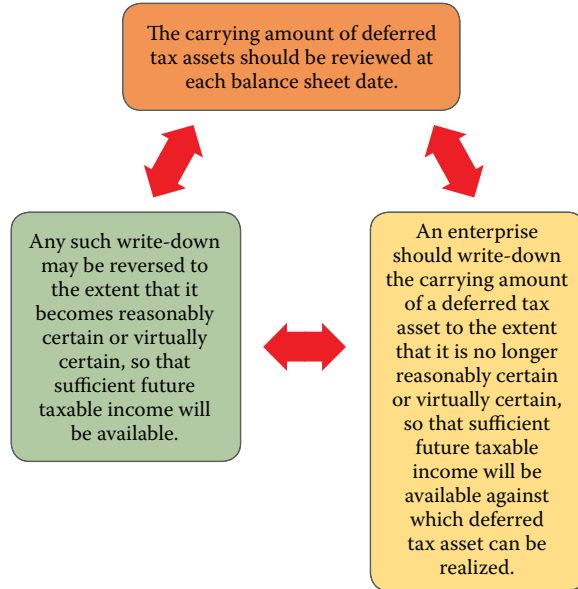 The carrying amount of deferred
tax assets should be reviewed at
each balance sheet date.
Any such write-down
may be reversed to
the extent that it
becomes reasonably
certain or virtually
certain, so that
sufficient future
taxable income will
be available.
An enterprise
should write-down
the carrying amount
of a deferred tax
asset to the extent
that it is no longer
reasonably certain
or virtually certain,
so that sufficient
future taxable
income will be
available against
which deferred
tax asset can be
realized.